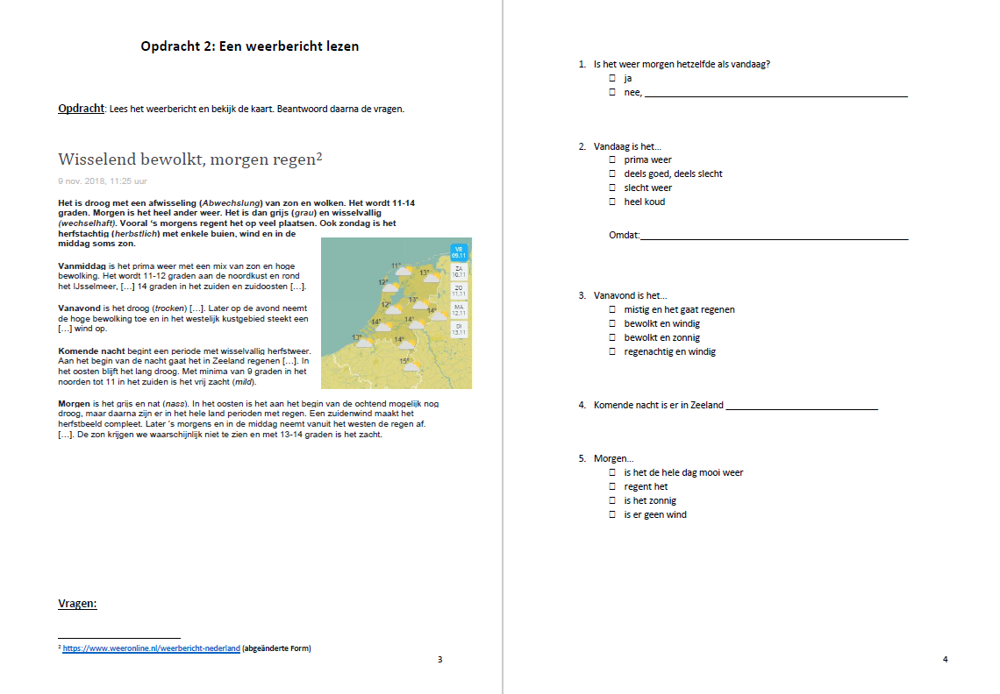 Opdracht 2: Een weerbericht lezen
Opdracht: Lees het weerbericht en bekijk de kaart. Beantwoord daarna de vragen.
Wisselend bewolkt, morgen regen²
9 nov. 2018, 11:25 uur
Het is droog met een afwisseling (Abwechslung) van zon en wolken. Het wordt 11-14
graden. Morgen is het heel ander weer. Het is dan grijs (grau) en wisselvallig
(wechselhaft). Vooral ‘s morgens regent het op veel plaatsen. Ook zondag is het
herfstachtig (herbstlich) met enkele buien, wind en in de
middag soms zon.
Vanmiddag is het prima weer met een mix van zon en hoge
bewolking. Het wordt 11-12 graden aan de noordkust en rond
het IJsselmeer, [...] 14 graden in het zuiden en zuidoosten [...].
Vanavond is het droog (trocken) [...]. Later op de avond neemt
de hoge bewolking toe en in het westelijk kustgebied steekt een
[...] wind op.
Komende nacht begint een periode met wisselvallig herfstweer.
Aan het begin van de nacht gaat het in Zeeland regenen [...]. In
het oosten blijft het lang droog. Met minima van 9 graden in het
noorden tot 11 in het zuiden is het vrij zacht (mild).
VR
09.11
ZA
10.11
ZO
11.11
MA
12.11
DI
13.11
11°
13°
12°
13°
12°
14°
14°
14°
13°
14°
15°
Morgen is het grijs en nat (nass). In het oosten is het aan het begin van de ochtend mogelijk nog
droog, maar daarna zijn er in het hele land perioden met regen. Een zuidenwind maakt het
herfstbeeld compleet. Later ’s morgens en in de middag neemt vanuit het westen de regen af.
[...]. De zon krijgen we waarschijnlijk niet te zien en met 13-14 graden is het zacht.
Vragen:
² https://www.weeronline.nl/weerbericht-nederland (abgeänderte Form)
3
1. Is het weer morgen hetzelfde als vandaag?
☐ ja
☐ nee, ____
2. Vandaag is het...
☐ prima weer
☐ deels goed, deels slecht
☐ slecht weer
☐ heel koud
Omdat:____
3. Vanavond is het...
☐ mistig en het gaat regenen
☐ bewolkt en windig
☐ bewolkt en zonnig
☐ regenachtig en windig
4. Komende nacht is er in Zeeland ____
5. Morgen...
☐ is het de hele dag mooi weer
☐ regent het
☐ is het zonnig
☐ is er geen wind
4